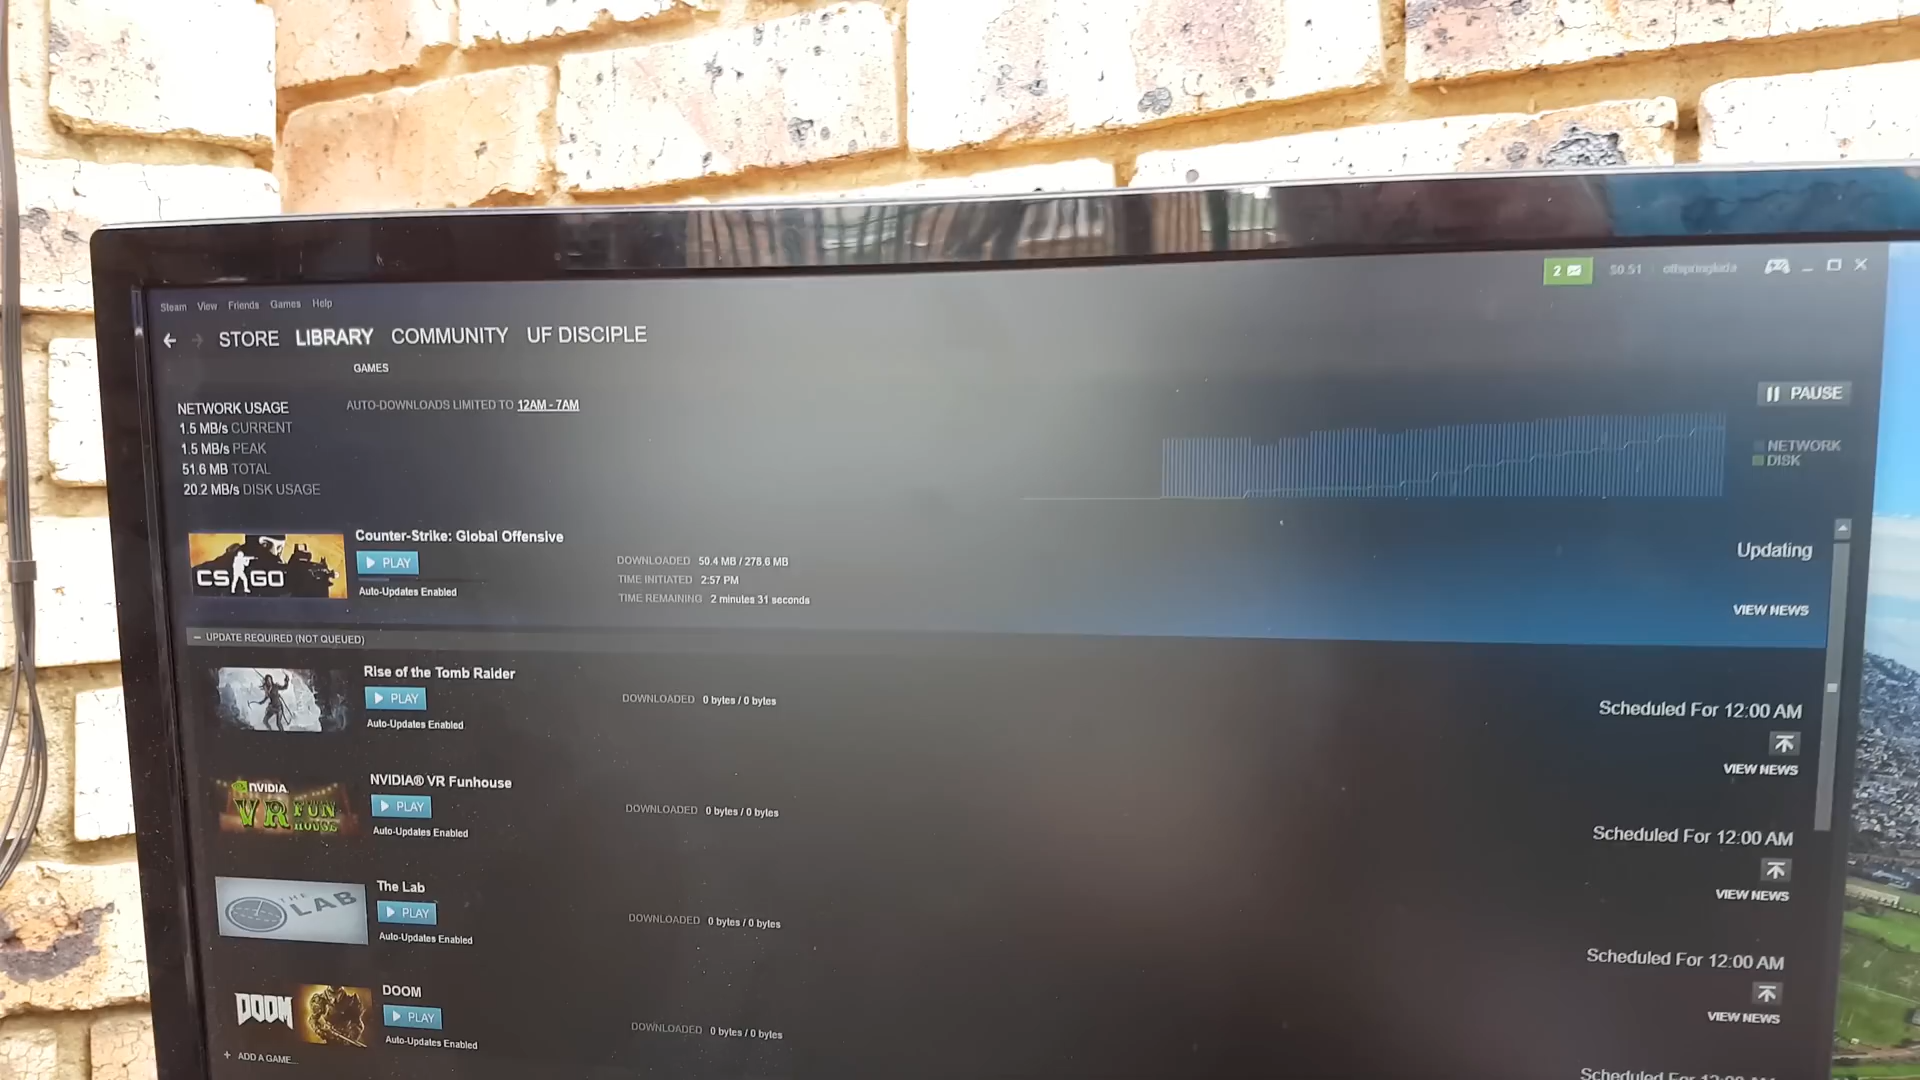 2
$0.51
offspringlada
Steam View Friends Games Help
STORE LIBRARY COMMUNITY UF DISCIPLE
GAMES
NETWORK USAGE
AUTO-DOWNLOADS LIMITED TO 12AM - 7AM
1.5 MB/s CURRENT
1.5 MB/s PEAK
51.6 MB TOTAL
20.2 MB/s DISK USAGE
PAUSE
NETWORK
DISK
CS GO
Counter-Strike: Global Offensive
PLAY
Auto-Updates Enabled
DOWNLOADED 50.4 MB / 278.6 MB
TIME INITIATED 2:57 PM
TIME REMAINING 2 minutes 31 seconds
Updating
VIEW NEWS
UPDATE REQUIRED (NOT QUEUED)
Rise of the Tomb Raider
PLAY
Auto-Updates Enabled
DOWNLOADED 0 bytes / 0 bytes
Scheduled For 12:00 AM
VIEW NEWS
NVIDIA
VR FUN
HOUSE
NVIDIA® VR Funhouse
PLAY
Auto-Updates Enabled
DOWNLOADED 0 bytes / 0 bytes
Scheduled For 12:00 AM
VIEW NEWS
THE LAB
The Lab
PLAY
Auto-Updates Enabled
DOWNLOADED 0 bytes / 0 bytes
Scheduled For 12:00 AM
VIEW NEWS
DOOM
DOOM
PLAY
Auto-Updates Enabled
DOWNLOADED 0 bytes / 0 bytes
Scheduled For
+ ADD A GAME...